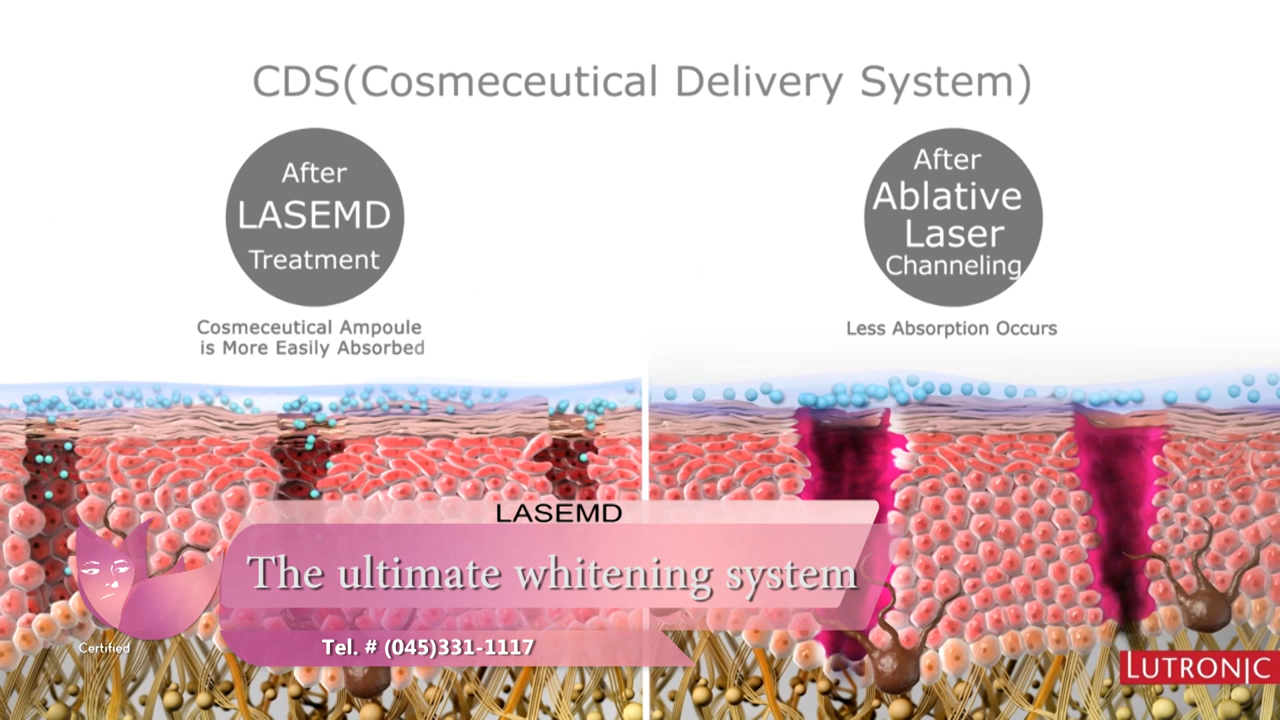 CDS(Cosmeceutical Delivery System)
After
LASEMD
Treatment
Cosmeceutical Ampoule
is More Easily Absorbed
After
Ablative
Laser
Channeling
Less Absorption Occurs
LASEMD
The ultimate whitening system
Tel. # (045)331-1117
Certified
LUTRONIC